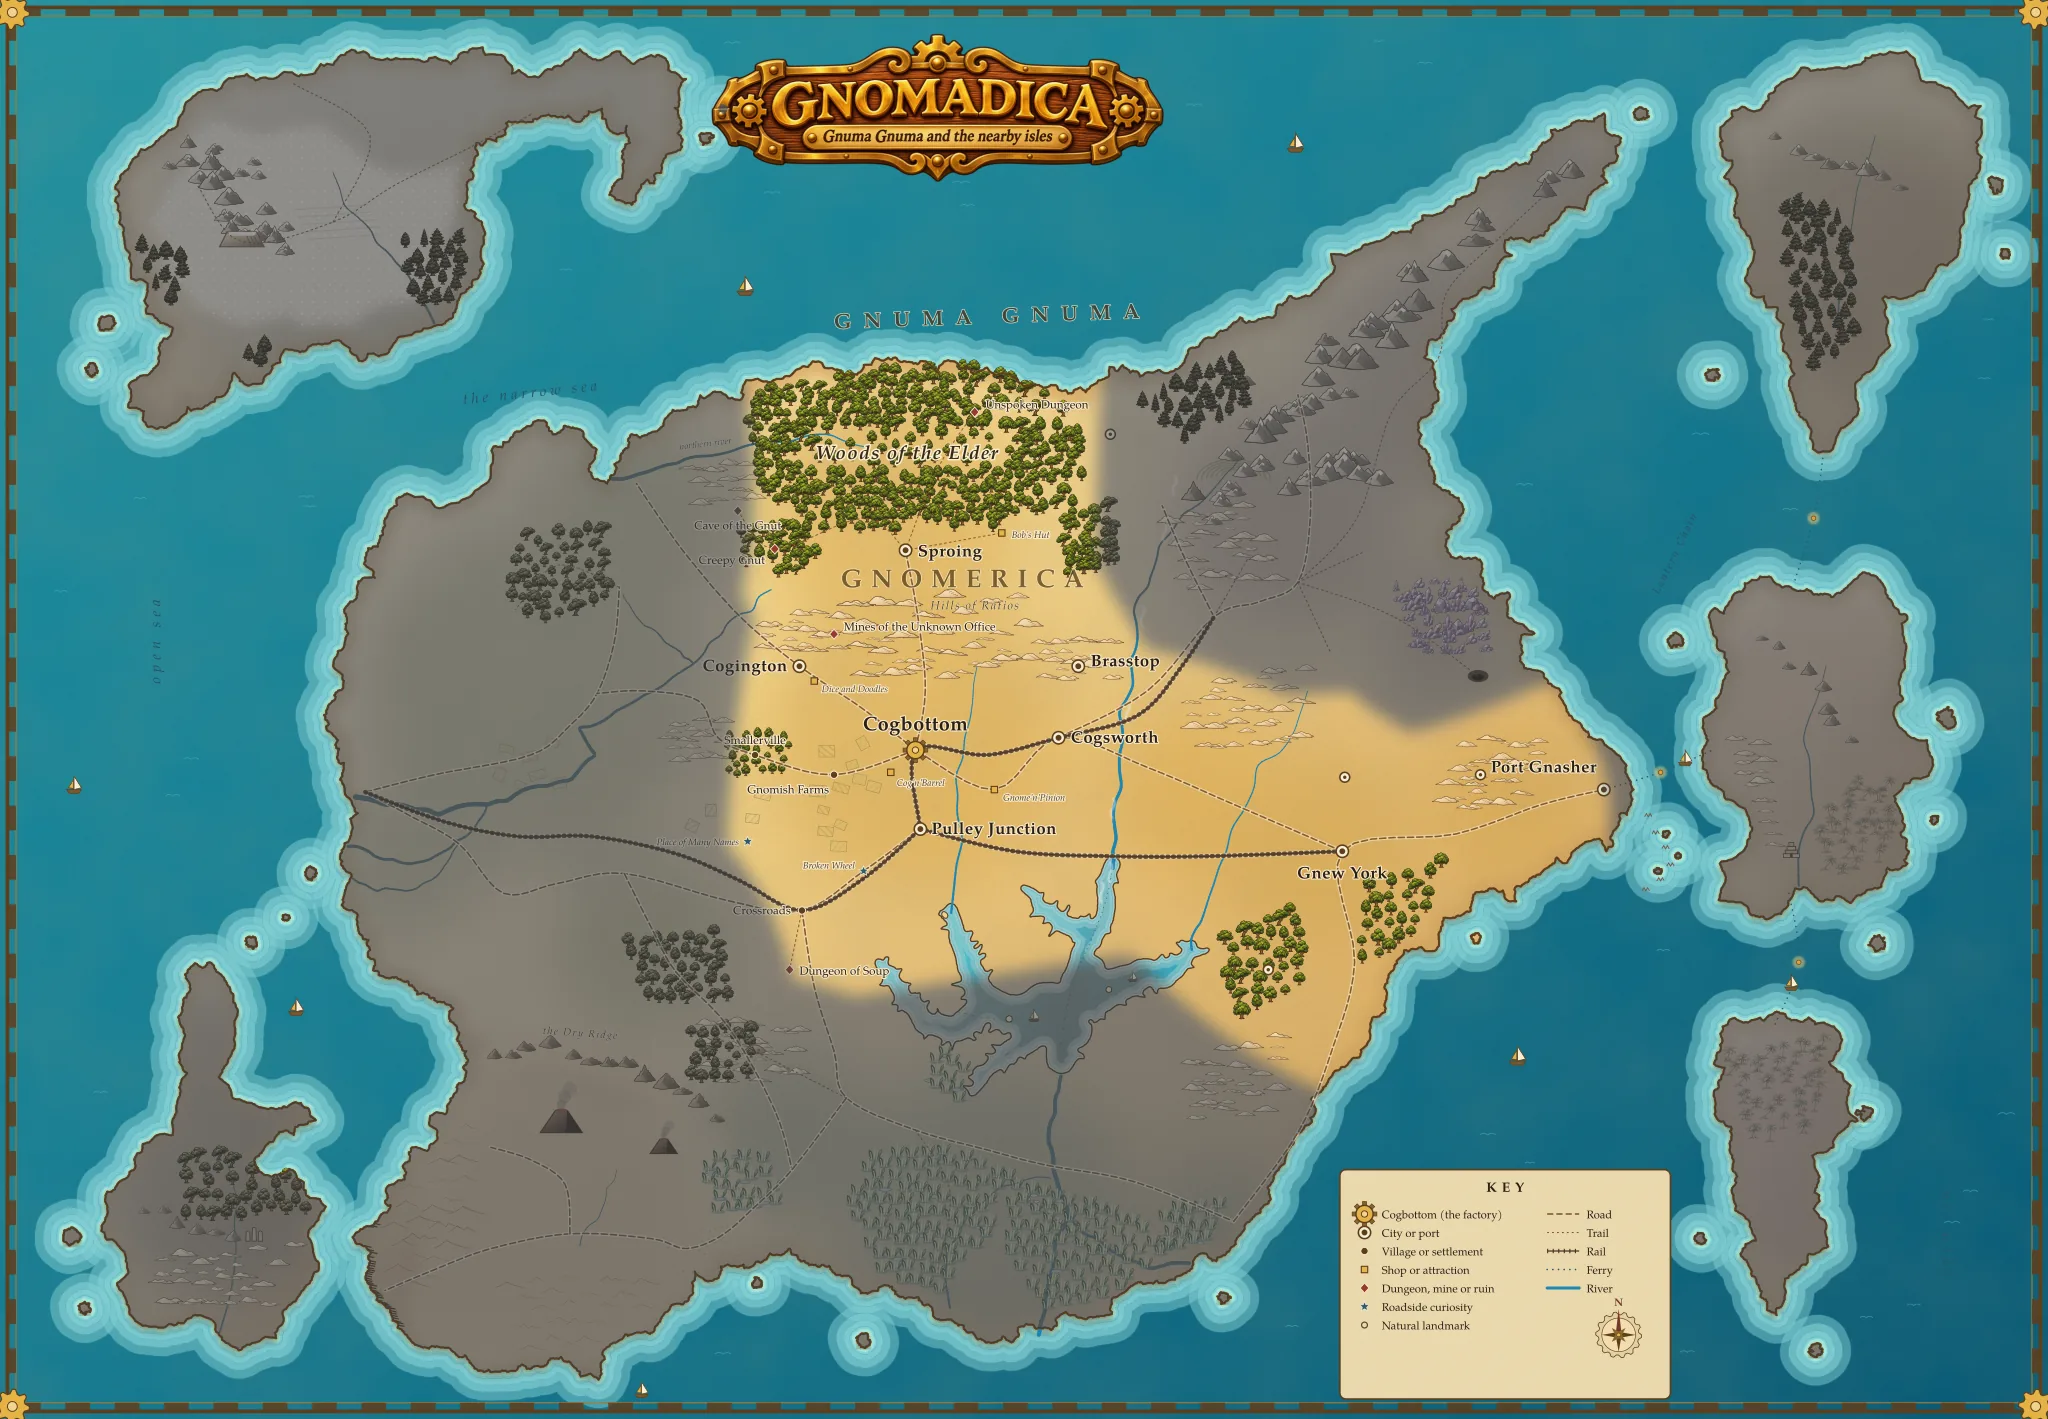 GNOMADICA
Gnuma Gnuma and the nearby isles
GNUMA GNUMA
the narrow sea
open sea
northern river
Unspoken Dungeon
Woods of the Elder
Cave of the Gnut
Creepy Gnut
Bob's Hut
Sproing
GNOMERICA
Hills of Ratios
Mines of the Unknown Office
Cogington
Brasstop
Dice and Doodles
Cogbottom
Cogsworth
Smallerville
Gnomish Farms
Cog'n'Barrel
Gnome'n'Pinion
Port Gnasher
Pulley Junction
Place of Many Names
Broken Wheel
Gnew York
Crossroads
Dungeon of Soup
the Dry Ridge
KEY
Cogbottom (the factory)
City or port
Village or settlement
Shop or attraction
Dungeon, mine or ruin
Roadside curiosity
Natural landmark
Road
Trail
Rail
Ferry
River
N